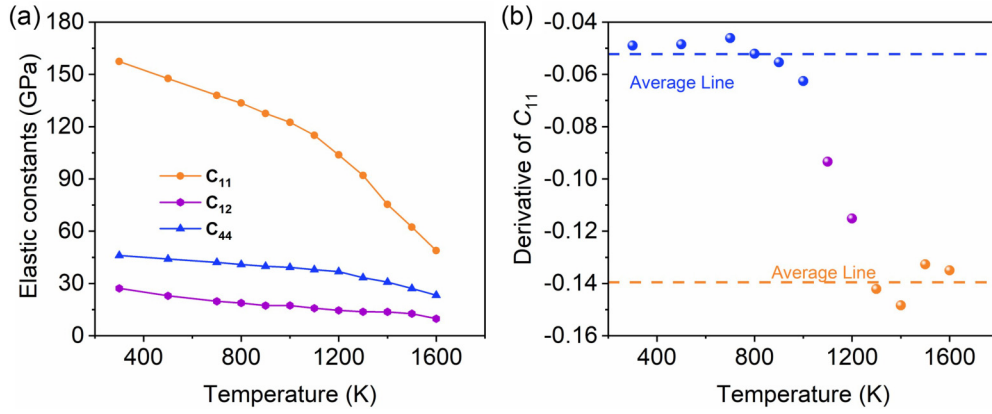 (a)
180
150
120
90
60
30
0
Elastic constants (GPa)
C11
C12
C44
400
800
1200
1600
Temperature (K)
(b)
-0.04
-0.06
-0.08
-0.10
-0.12
-0.14
-0.16
Derivative of C11
Average Line
Average Line
400
800
1200
1600
Temperature (K)